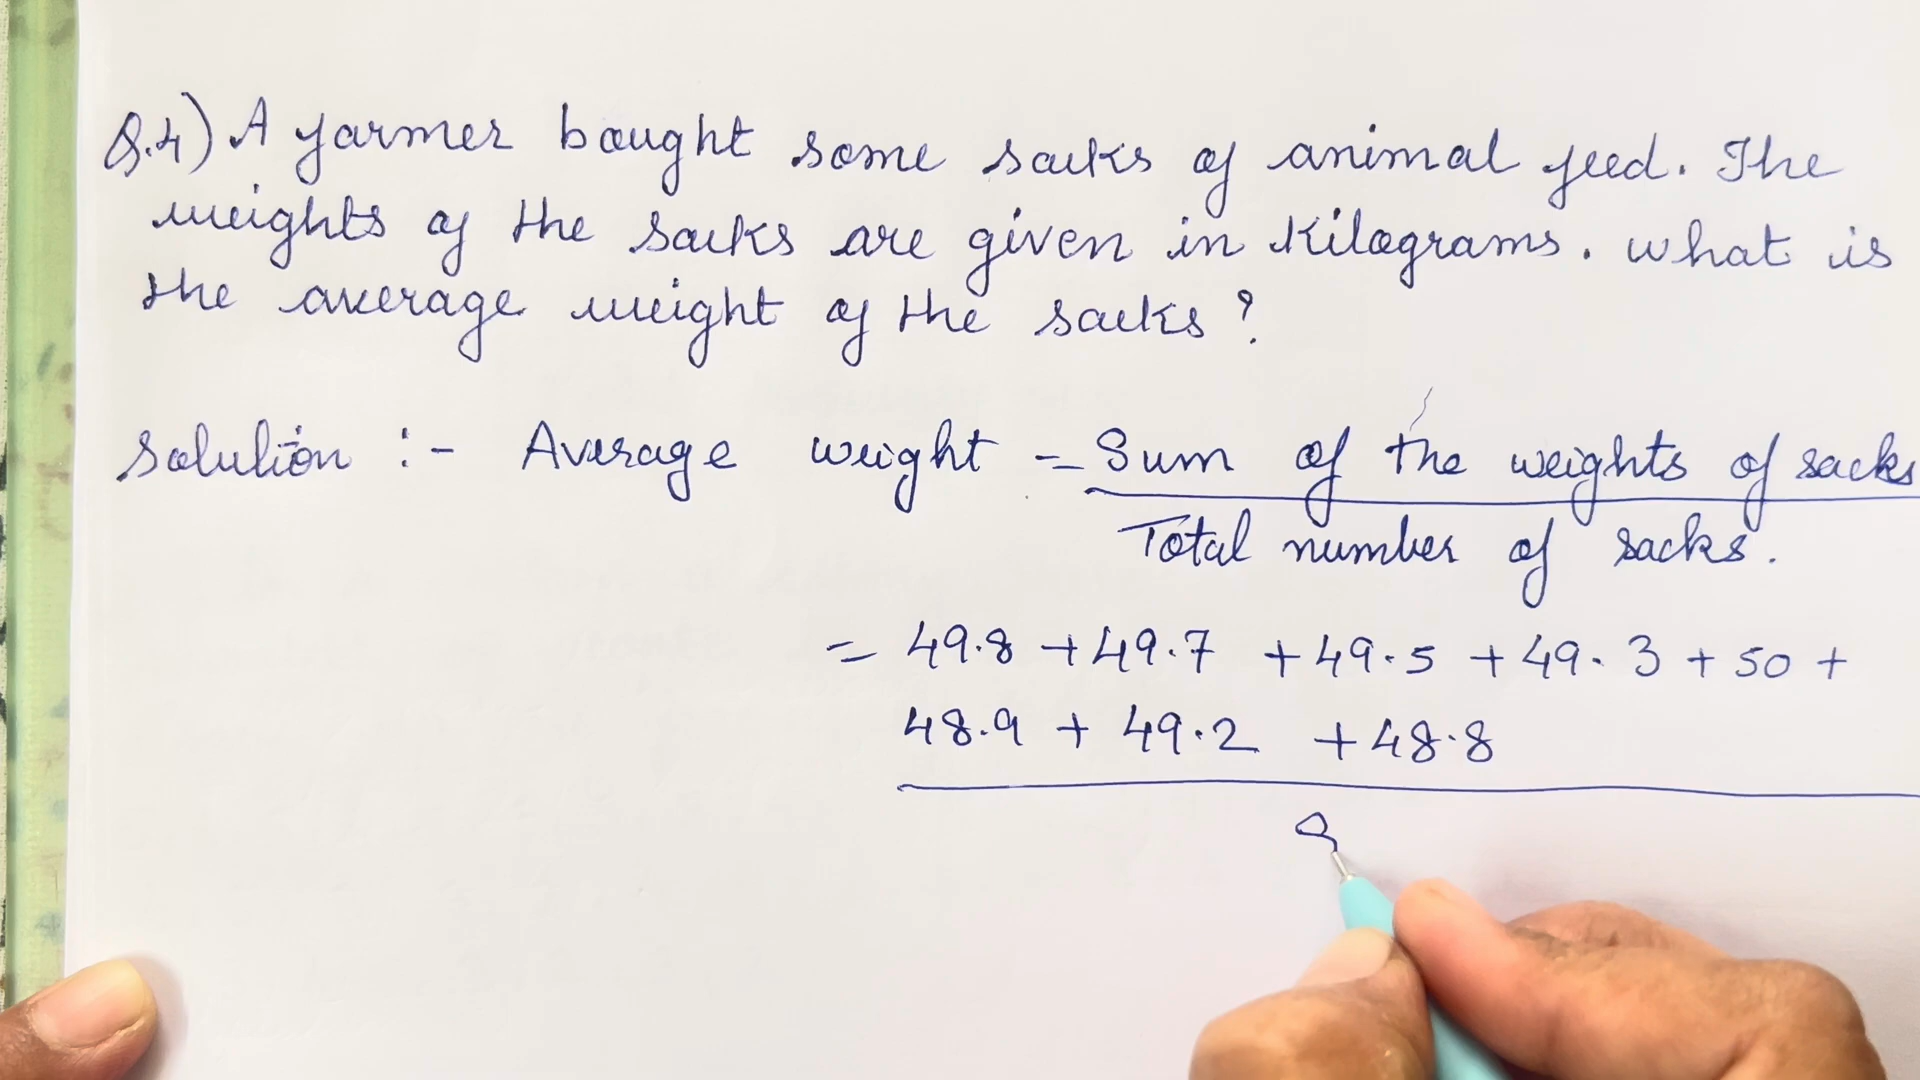 Q.4) A farmer bought some sacks of animal feed. The
weights of the sacks are given in kilograms. what is
the average weight of the sacks?
Solution :- Average weight = Sum of the weights of sacks
Total number of sacks.
= 49.8 + 49.7 + 49.5 + 49.3 + 50 +
48.9 + 49.2 + 48.8